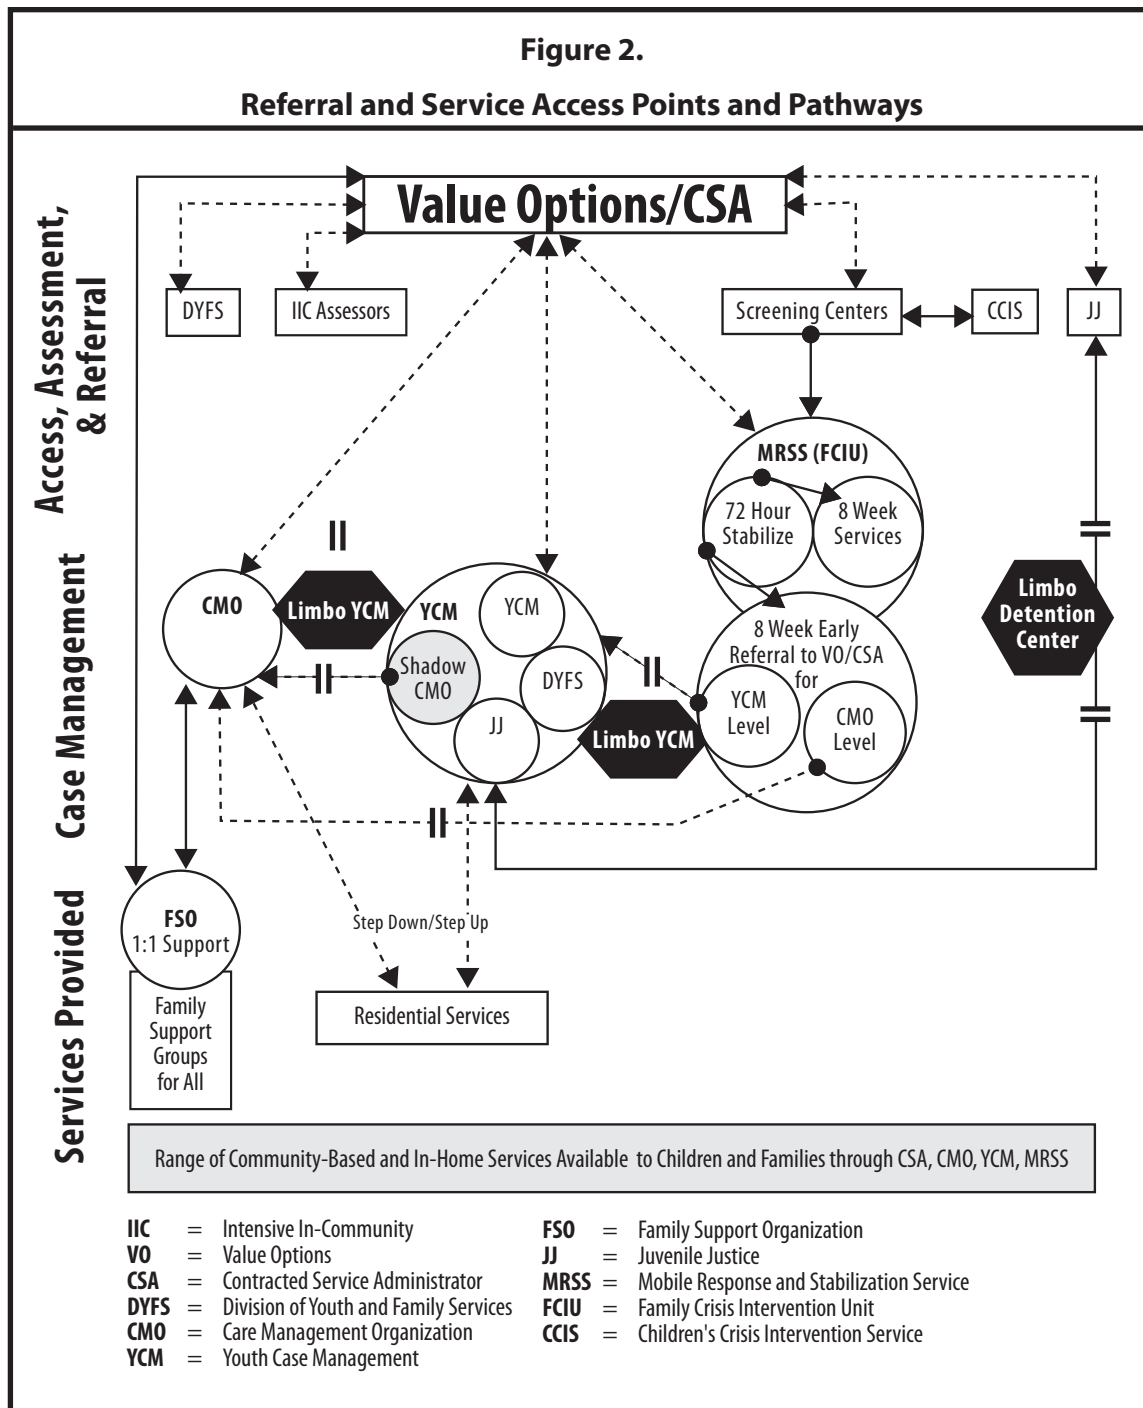 Figure 2.
Referral and Service Access Points and Pathways
Access, Assessment,
& Referral
Case Management
Services Provided
Value Options/CSA
DYFS
IIC Assessors
Screening Centers
CCIS
JJ
MRSS (FCIU)
72 Hour
Stabilize
8 Week
Services
CMO
Limbo YCM
YCM
YCM
Shadow
CMO
DYFS
JJ
Limbo YCM
8 Week Early
Referral to VO/CSA
for
YCM
Level
CMO
Level
Limbo
Detention
Center
FSO
1:1 Support
Family
Support
Groups
for All
Step Down/Step Up
Residential Services
Range of Community-Based and In-Home Services Available to Children and Families through CSA, CMO, YCM, MRSS
IIC = Intensive In-Community
VO = Value Options
CSA = Contracted Service Administrator
DYFS = Division of Youth and Family Services
CMO = Care Management Organization
YCM = Youth Case Management
FSO = Family Support Organization
JJ = Juvenile Justice
MRSS = Mobile Response and Stabilization Service
FCIU = Family Crisis Intervention Unit
CCIS = Children's Crisis Intervention Service